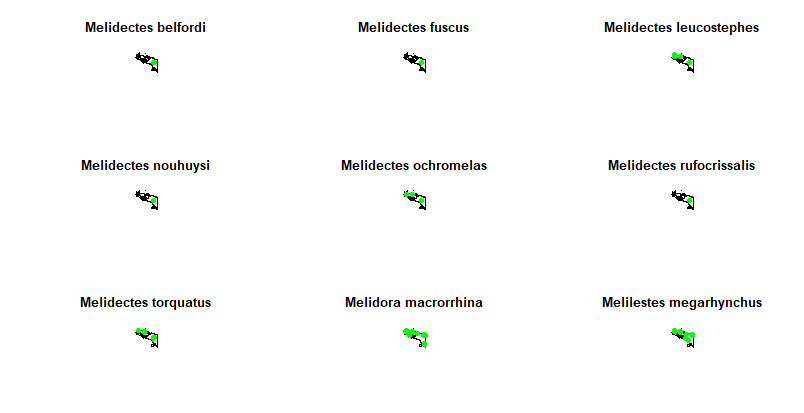 Melidectes belfordi
Melidectes fuscus
Melidectes leucostephes
Melidectes nouhuysi
Melidectes ochromelas
Melidectes rufocrissalis
Melidectes torquatus
Melidora macrorrhina
Melilestes megarhynchus